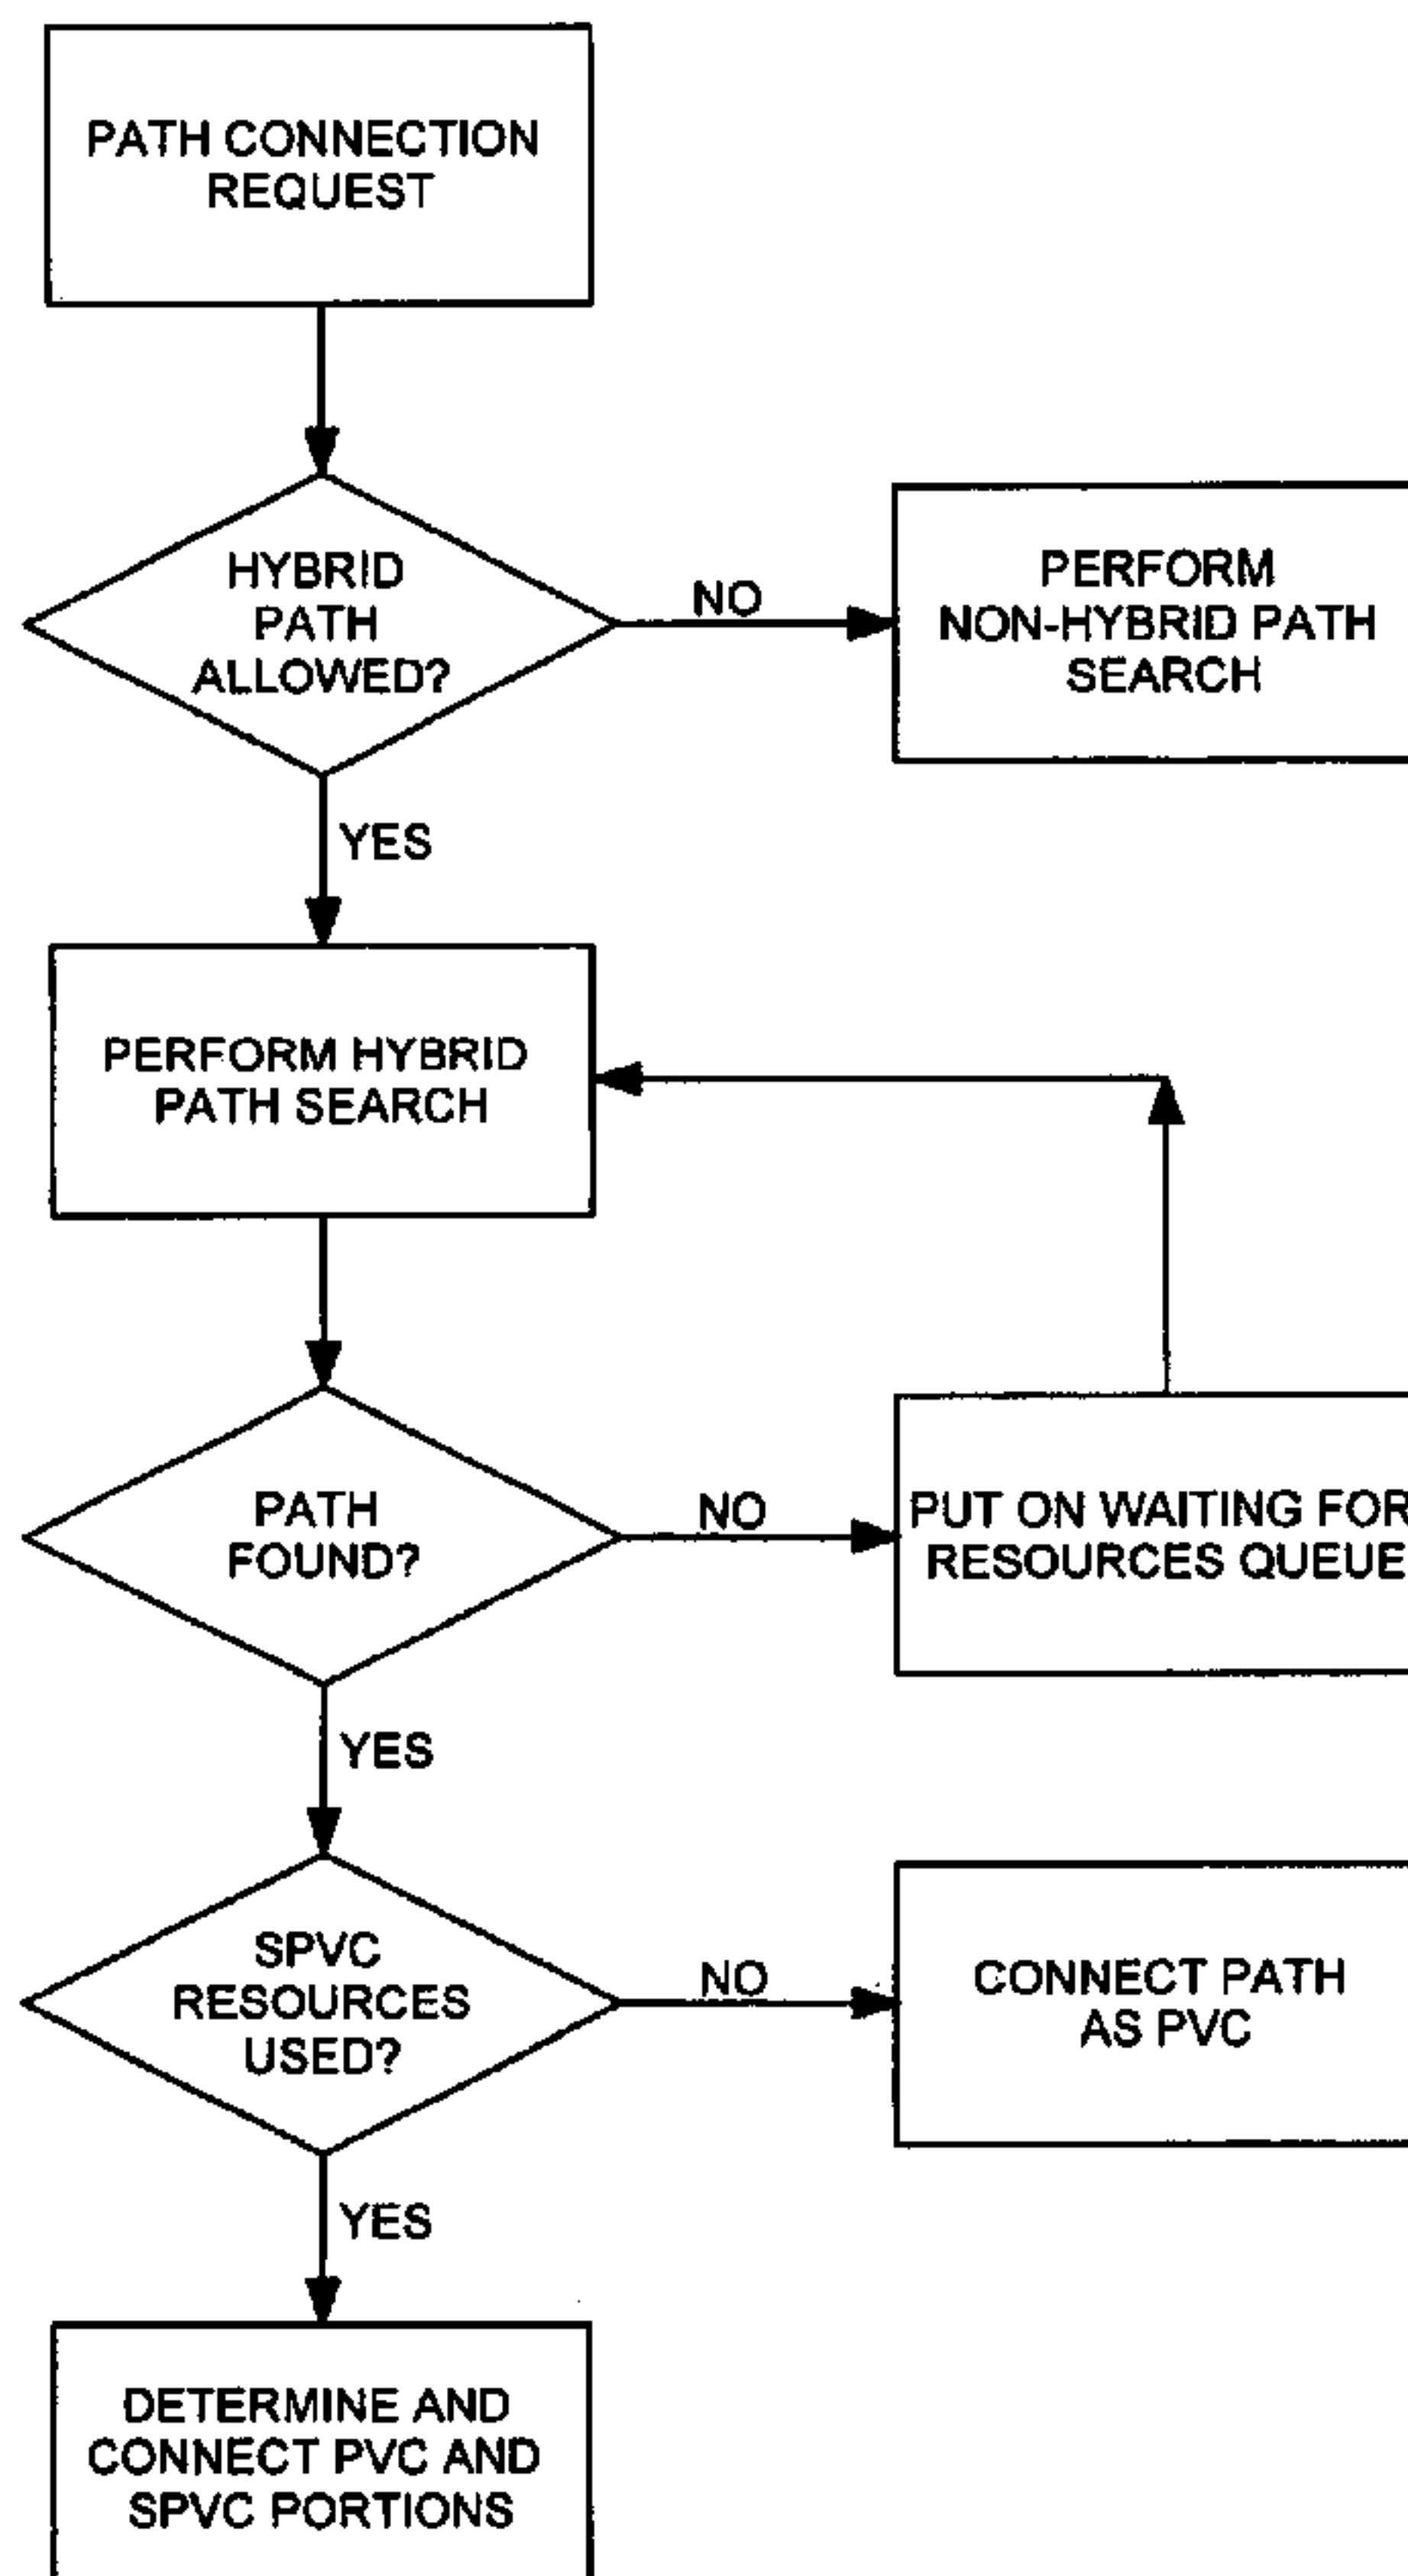 PATH CONNECTION
REQUEST
HYBRID
PATH
ALLOWED?
NO
PERFORM
NON-HYBRID PATH
SEARCH
YES
PERFORM HYBRID
PATH SEARCH
PATH
FOUND?
NO
PUT ON WAITING FOR
RESOURCES QUEUE
YES
SPVC
RESOURCES
USED?
NO
CONNECT PATH
AS PVC
YES
DETERMINE AND
CONNECT PVC AND
SPVC PORTIONS